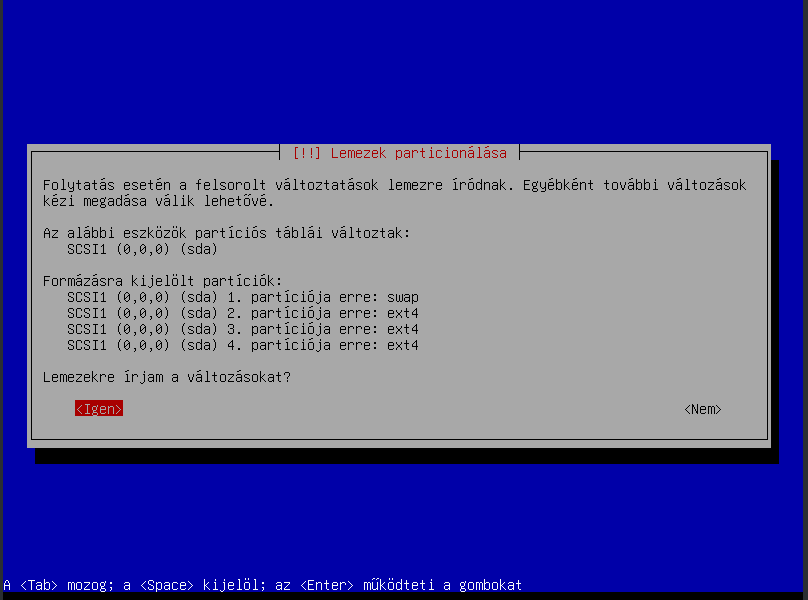 [!!] Lemezek particionálása
Folytatás esetén a felsorolt változtatások lemezre íródnak. Egyébként további változások
kézi megadása válik lehetővé.
Az alábbi eszközök partíciós táblái változtak:
SCSI1 (0,0,0) (sda)
Formázásra kijelölt partíciók:
SCSI1 (0,0,0) (sda) 1. partíciója erre: swap
SCSI1 (0,0,0) (sda) 2. partíciója erre: ext4
SCSI1 (0,0,0) (sda) 3. partíciója erre: ext4
SCSI1 (0,0,0) (sda) 4. partíciója erre: ext4
Lemezekre írjam a változásokat?
<Igen> <Nem>
A <Tab> mozog; a <Space> kijelöl; az <Enter> működteti a gombokat